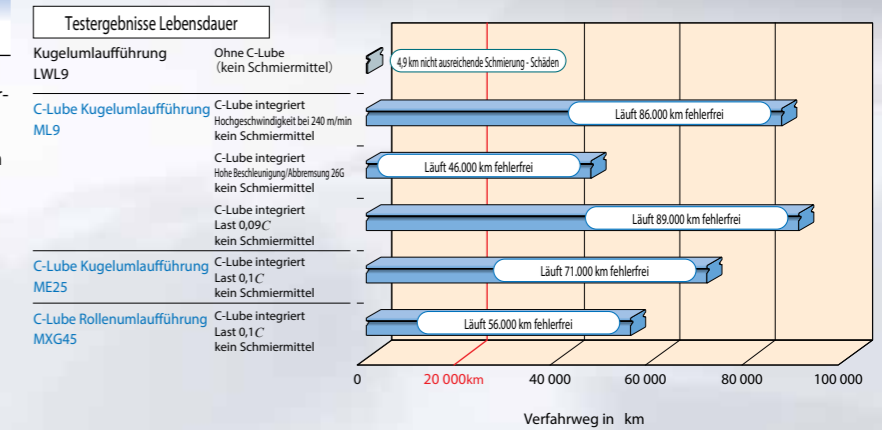 Testergebnisse Lebensdauer
Kugelumlaufführung
LWL9
Ohne C-Lube
(kein Schmiermittel)
4,9 km nicht ausreichende Schmierung - Schäden
r-
C-Lube Kugelumlaufführung
ML9
C-Lube integriert
Hochgeschwindigkeit bei 240 m/min
kein Schmiermittel
Läuft 86.000 km fehlerfrei
C-Lube integriert
Hohe Beschleunigung/Abbremsung 26G
kein Schmiermittel
Läuft 46.000 km fehlerfrei
C-Lube integriert
Last 0,09C
kein Schmiermittel
Läuft 89.000 km fehlerfrei
C-Lube Kugelumlaufführung
ME25
C-Lube integriert
Last 0,1C
kein Schmiermittel
Läuft 71.000 km fehlerfrei
C-Lube Rollenumlaufführung
MXG45
C-Lube integriert
Last 0,1C
kein Schmiermittel
Läuft 56.000 km fehlerfrei
0 20 000km 40 000 60 000 80 000 100 000
Verfahrweg in km